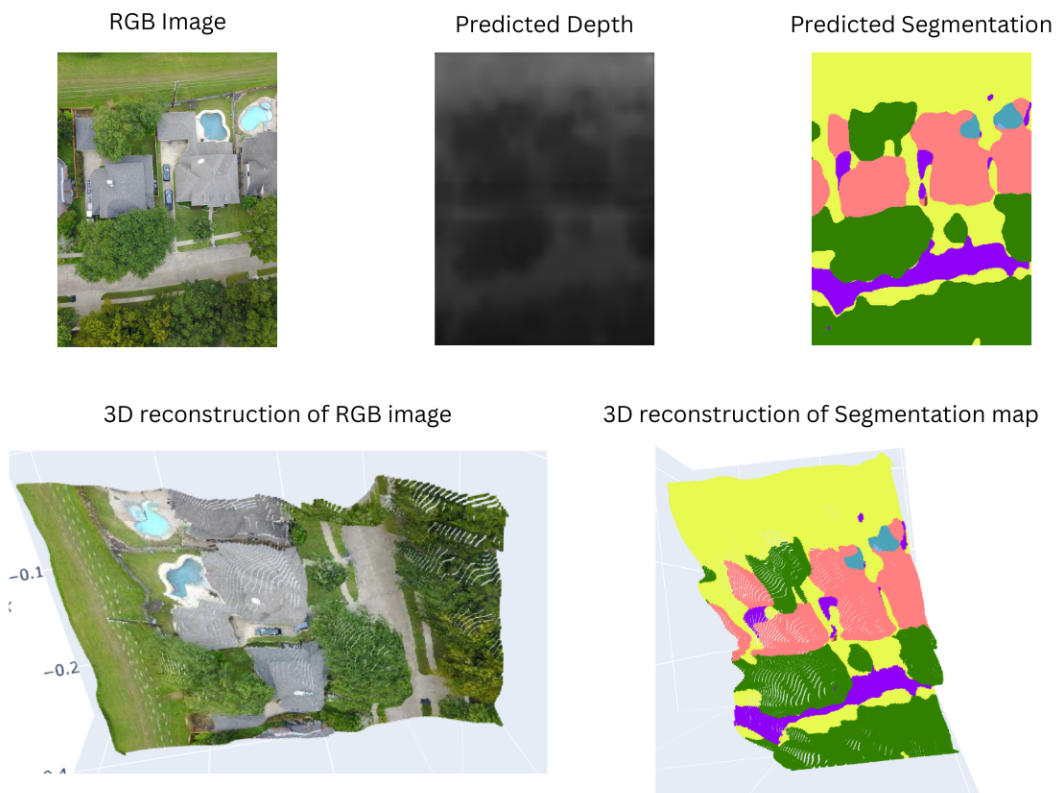 RGB Image
Predicted Depth
Predicted Segmentation
3D reconstruction of RGB image
3D reconstruction of Segmentation map
−0.1
−0.2